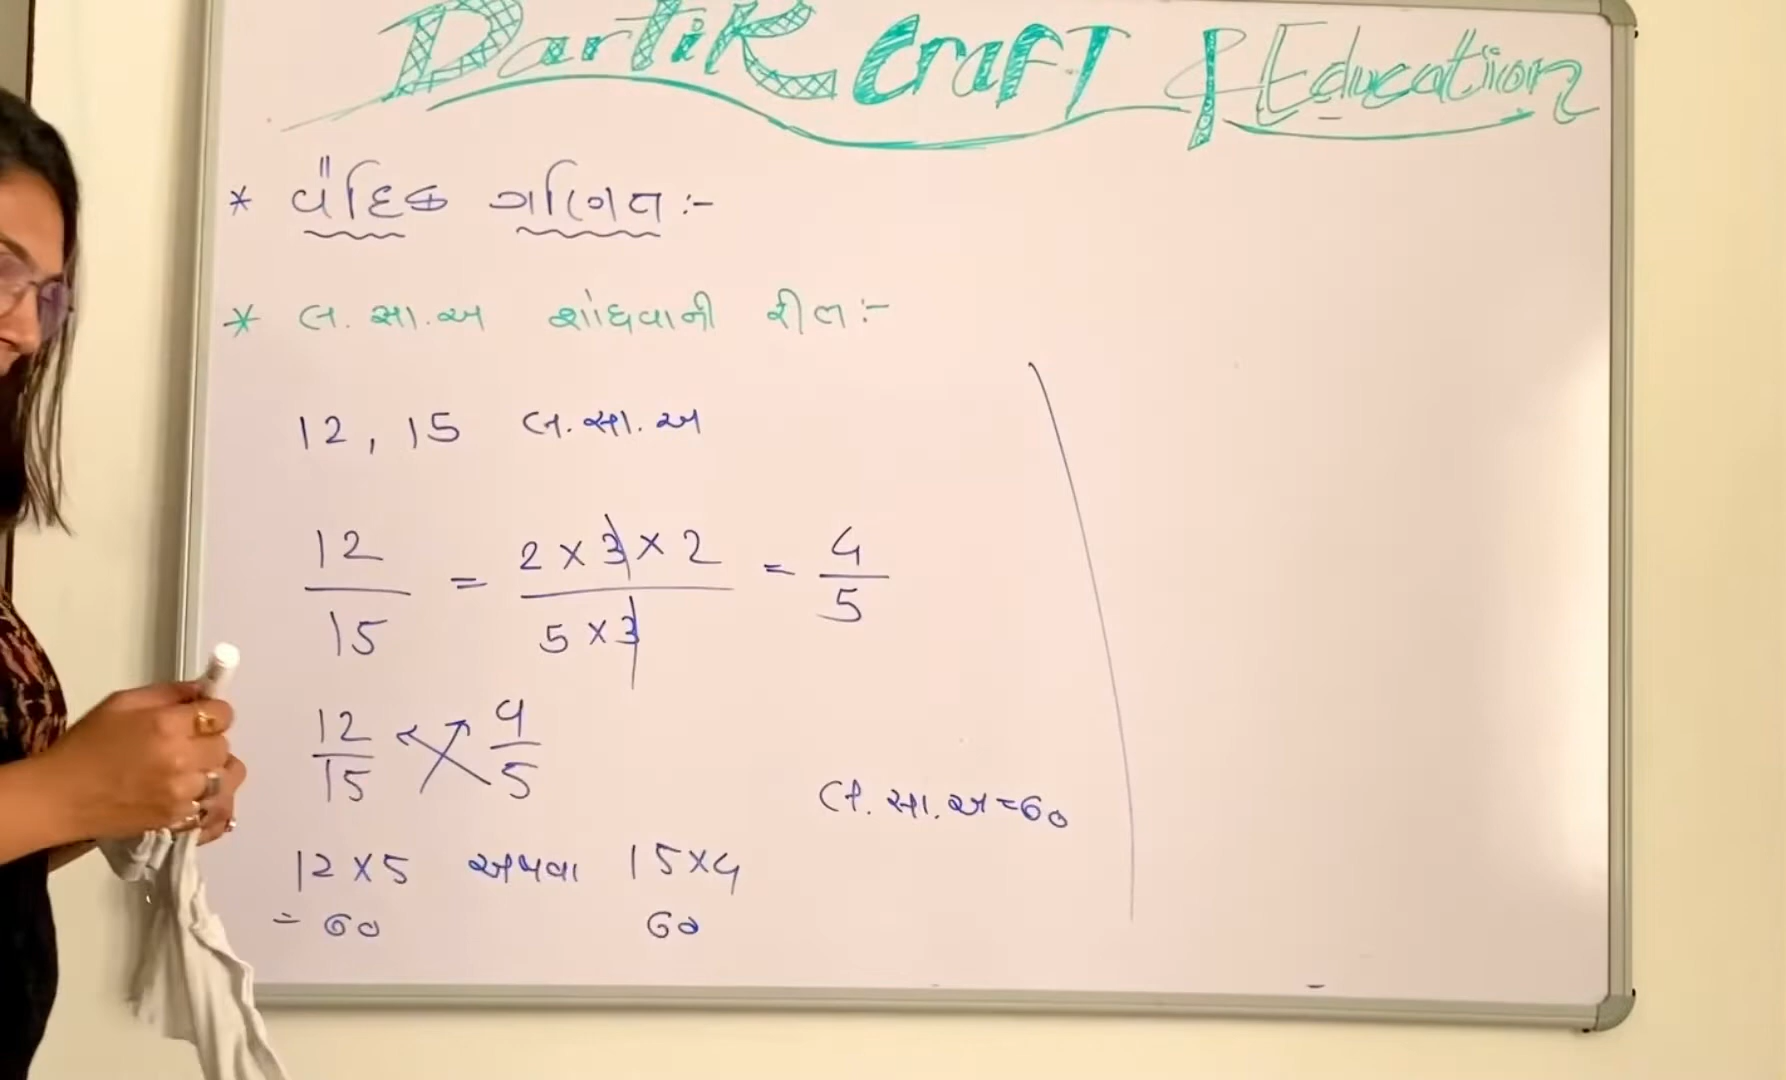 Dartik Craft & Education
* વૈદિક ગણિત :-
* લ. સા. અ શોધવાની રીત :-
12, 15 લ. સા. અ
12/15 = 2 × 3 × 2 / 5 × 3 = 4/5
12/15 4/5
લ. સા. અ = 60
12 × 5 અથવા 15 × 4
= 60 60